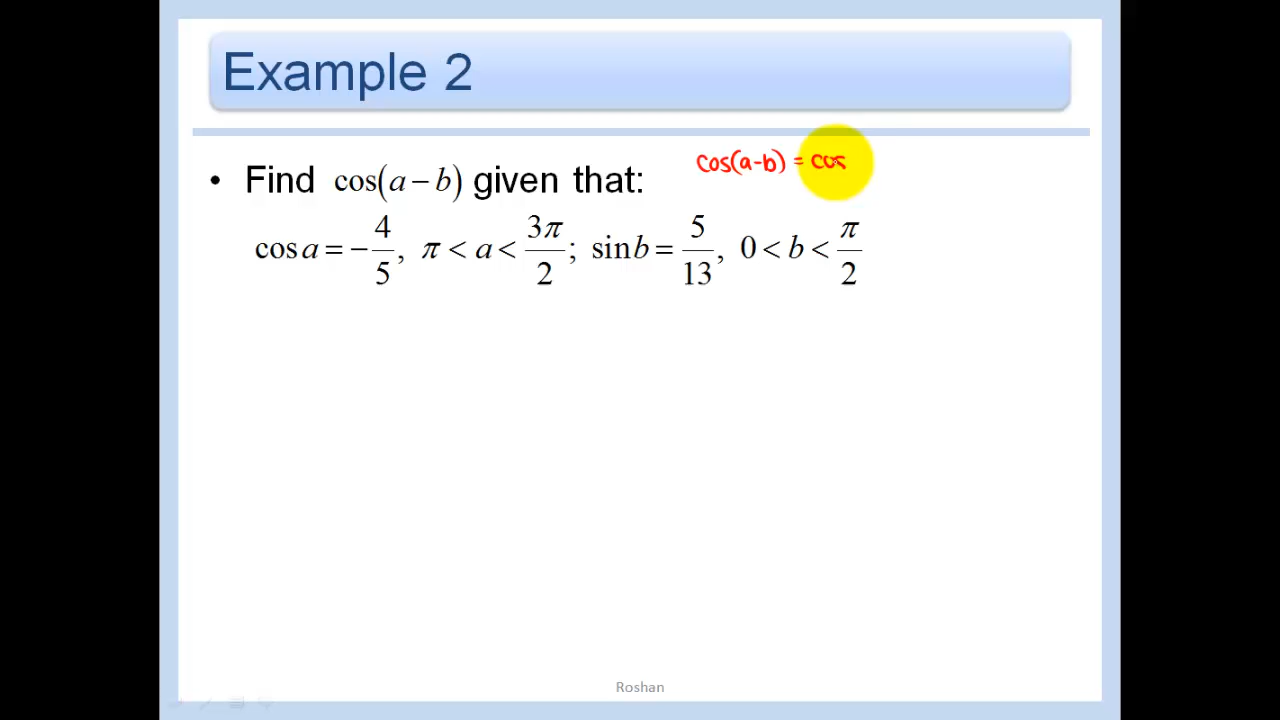 Example 2
cos(a-b) = cos
• Find cos(a − b) given that:
cos a = −4/5, π < a < 3π/2; sin b = 5/13, 0 < b < π/2
Roshan